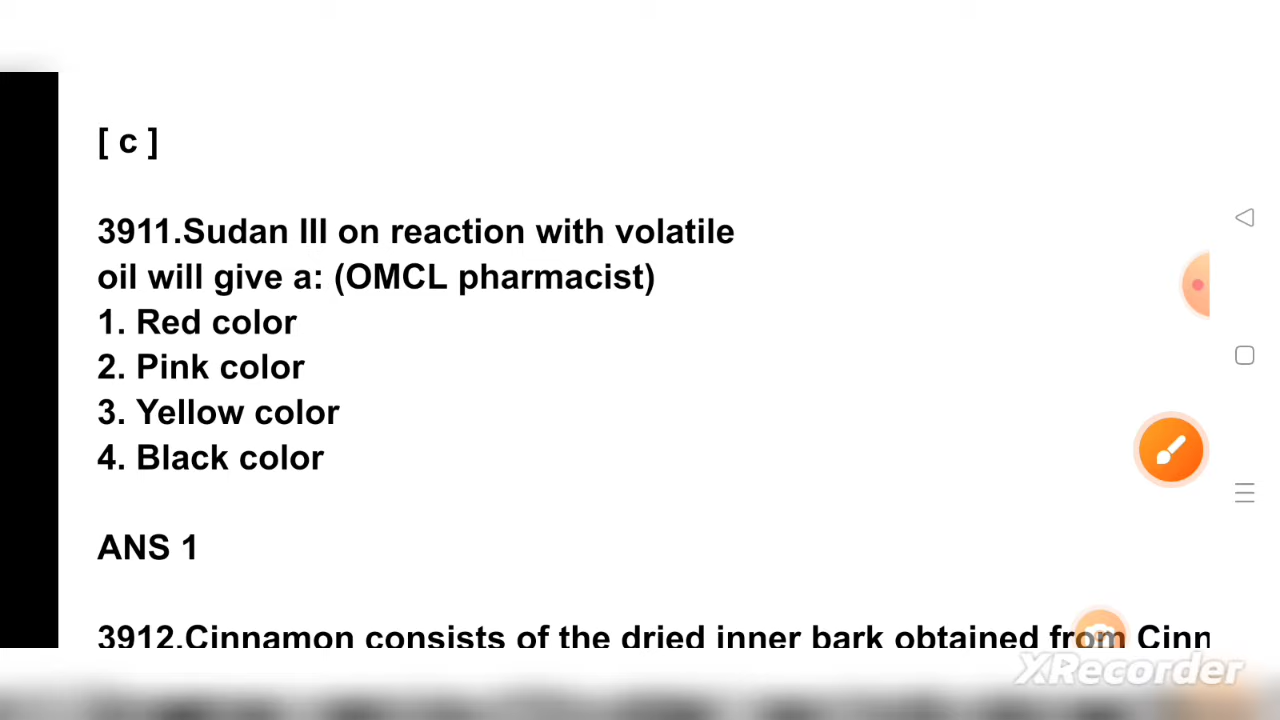 [ c ]
3911.Sudan III on reaction with volatile
oil will give a: (OMCL pharmacist)
1. Red color
2. Pink color
3. Yellow color
4. Black color
ANS 1
3912.Cinnamon consists of the dried inner bark obtained from Cinn
XRecorder